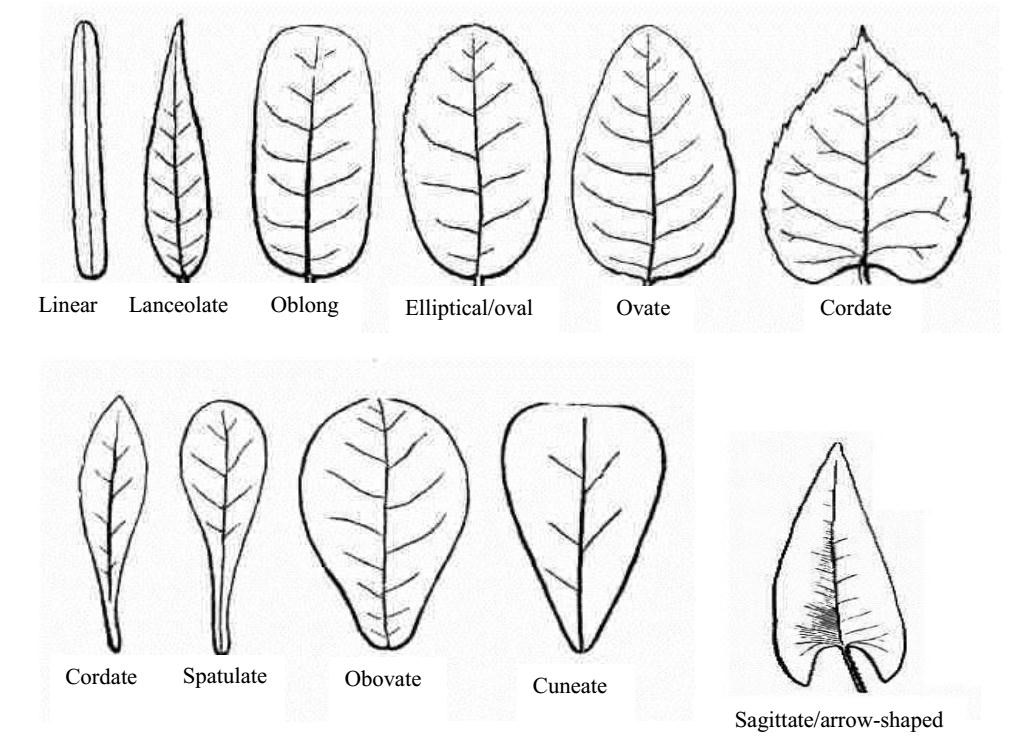 Linear
Lanceolate
Oblong
Elliptical/oval
Ovate
Cordate
Cordate
Spatulate
Obovate
Cuneate
Sagittate/arrow-shaped